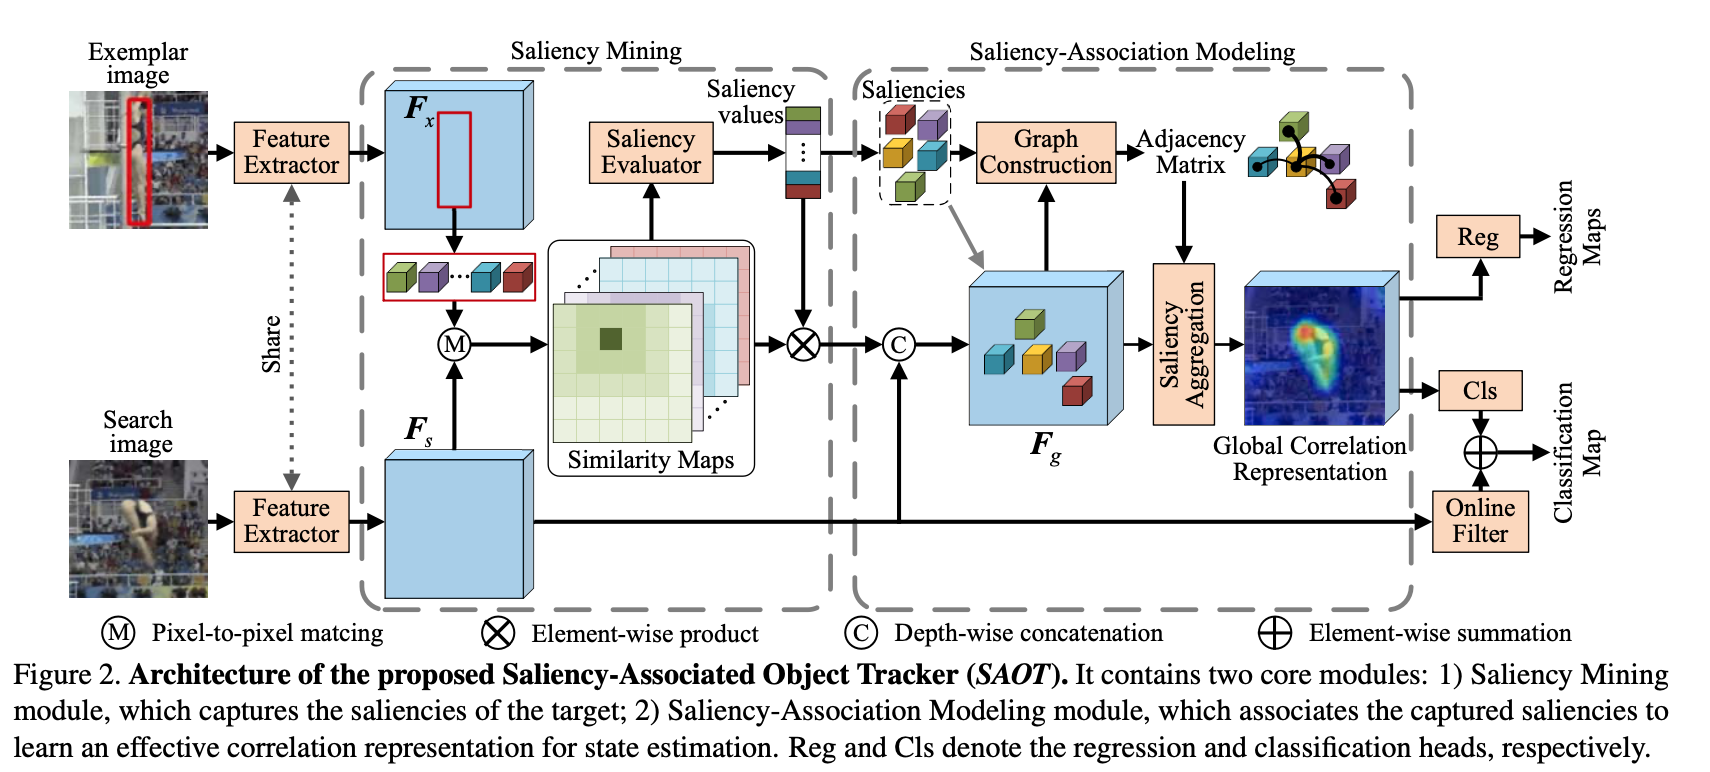 Exemplar
image
Saliency Mining
Saliency-Association Modeling
Feature
Extractor
F
x
Saliency
Evaluator
Saliency
values
Saliencies
Graph
Construction
Adjacency
Matrix
Share
M
Similarity Maps
C
F
g
Saliency
Aggregation
Global Correlation
Representation
Reg
Regression
Maps
Cls
Classification
Map
Online
Filter
Search
image
Feature
Extractor
F
s
M Pixel-to-pixel matcing
Element-wise product
C Depth-wise concatenation
Element-wise summation
Figure 2. Architecture of the proposed Saliency-Associated Object Tracker (SAOT). It contains two core modules: 1) Saliency Mining
module, which captures the saliencies of the target; 2) Saliency-Association Modeling module, which associates the captured saliencies to
learn an effective correlation representation for state estimation. Reg and Cls denote the regression and classification heads, respectively.